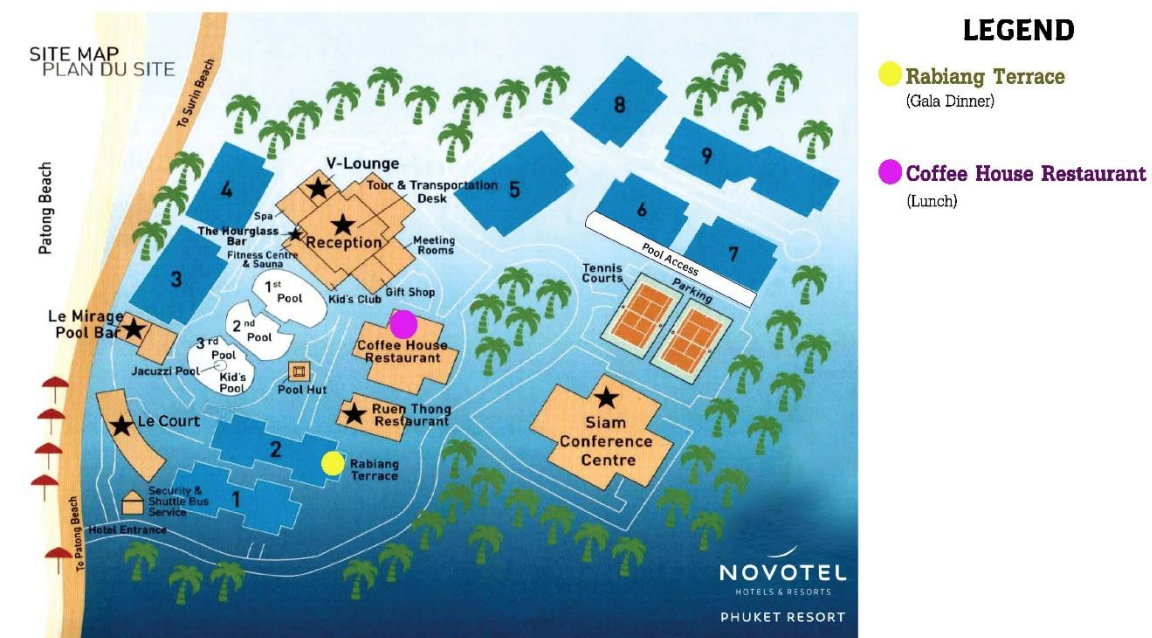 SITE MAP
PLAN DU SITE
To Surin Beach
Patong Beach
4
8
9
5
6
7
V-Lounge
Tour & Transportation
Desk
Spa
The Hourglass
Bar
Reception
Meeting
Rooms
Fitness Centre
& Sauna
Kid's Club
Gift Shop
3
1st
Pool
2nd
Pool
3rd
Pool
Kid's
Pool
Jacuzzi Pool
Pool Hut
Le Mirage
Pool Bar
Pool Access
Parking
Tennis
Courts
Coffee House
Restaurant
Ruen Thong
Restaurant
Le Court
2
Rabiang
Terrace
1
Siam
Conference
Centre
Security &
Shuttle Bus
Service
Hotel Entrance
To Patong Beach
NOVOTEL
HOTELS & RESORTS
PHUKET RESORT
LEGEND
Rabiang Terrace
(Gala Dinner)
Coffee House Restaurant
(Lunch)